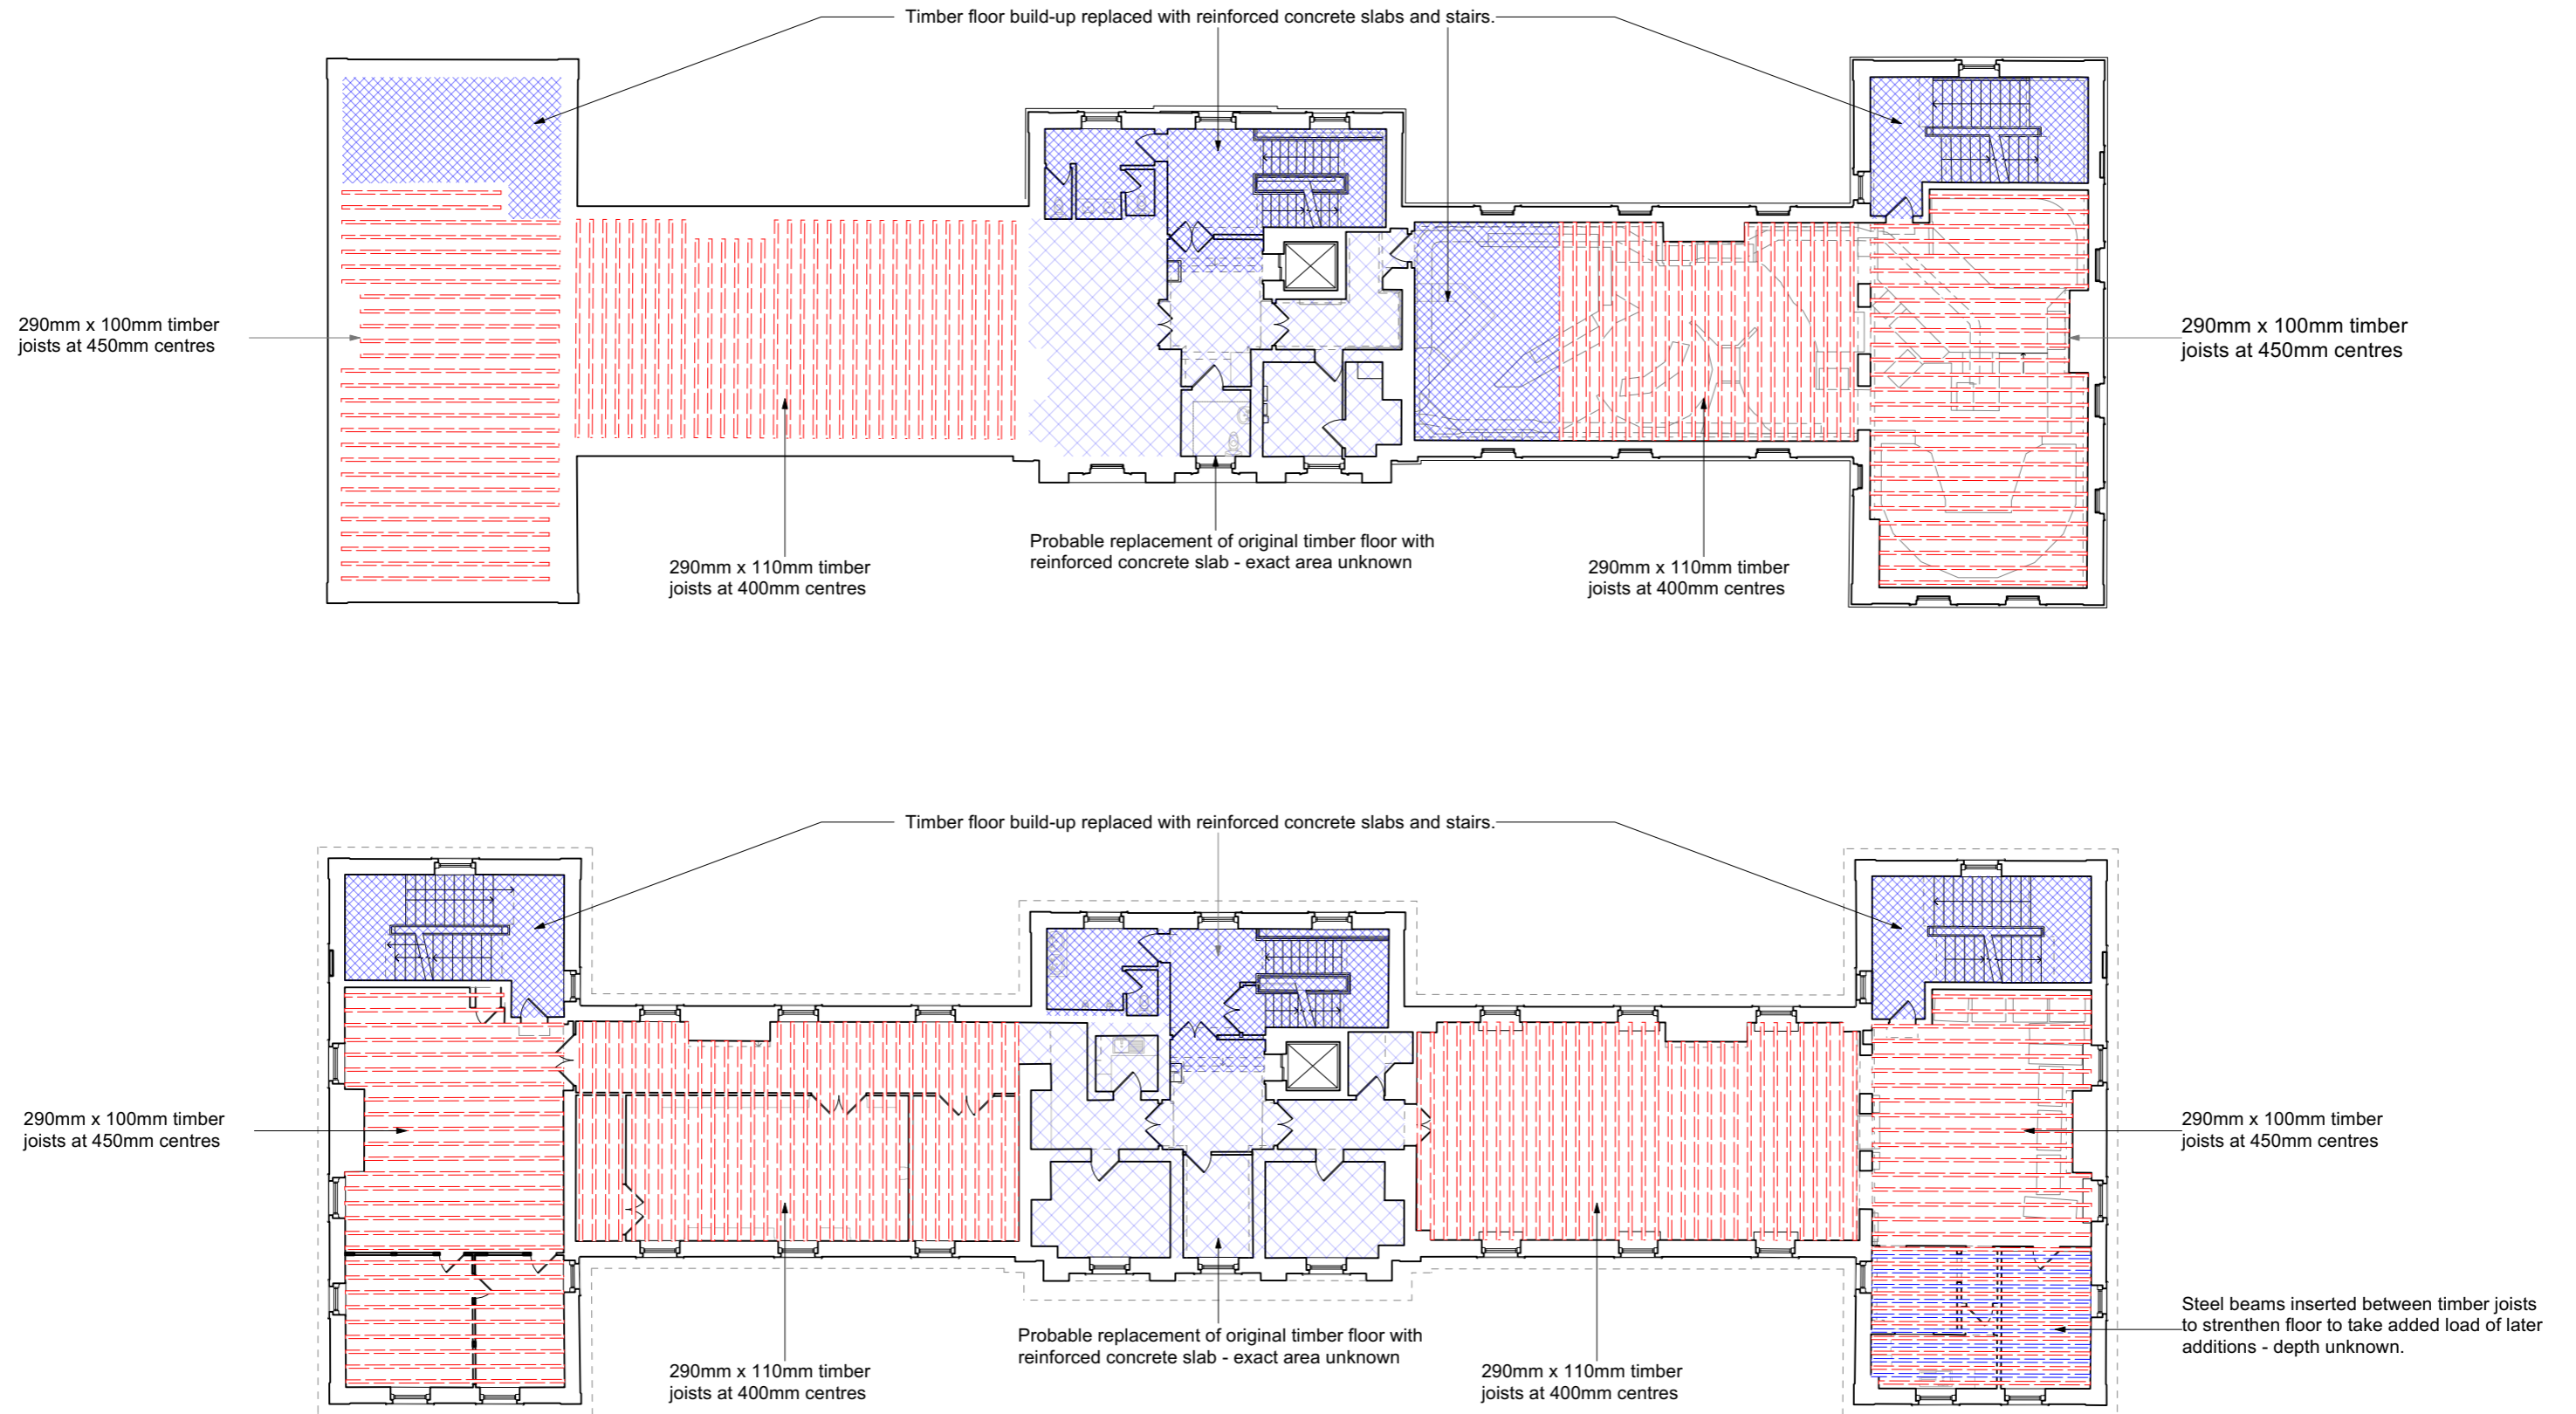 Timber floor build-up replaced with reinforced concrete slabs and stairs.
290mm x 100mm timber
joists at 450mm centres
290mm x 100mm timber
joists at 450mm centres
Probable replacement of original timber floor with
reinforced concrete slab - exact area unknown
290mm x 110mm timber
joists at 400mm centres
290mm x 110mm timber
joists at 400mm centres
Timber floor build-up replaced with reinforced concrete slabs and stairs.
290mm x 100mm timber
joists at 450mm centres
290mm x 100mm timber
joists at 450mm centres
Steel beams inserted between timber joists
to strenthen floor to take added load of later
additions - depth unknown.
Probable replacement of original timber floor with
reinforced concrete slab - exact area unknown
290mm x 110mm timber
joists at 400mm centres
290mm x 110mm timber
joists at 400mm centres